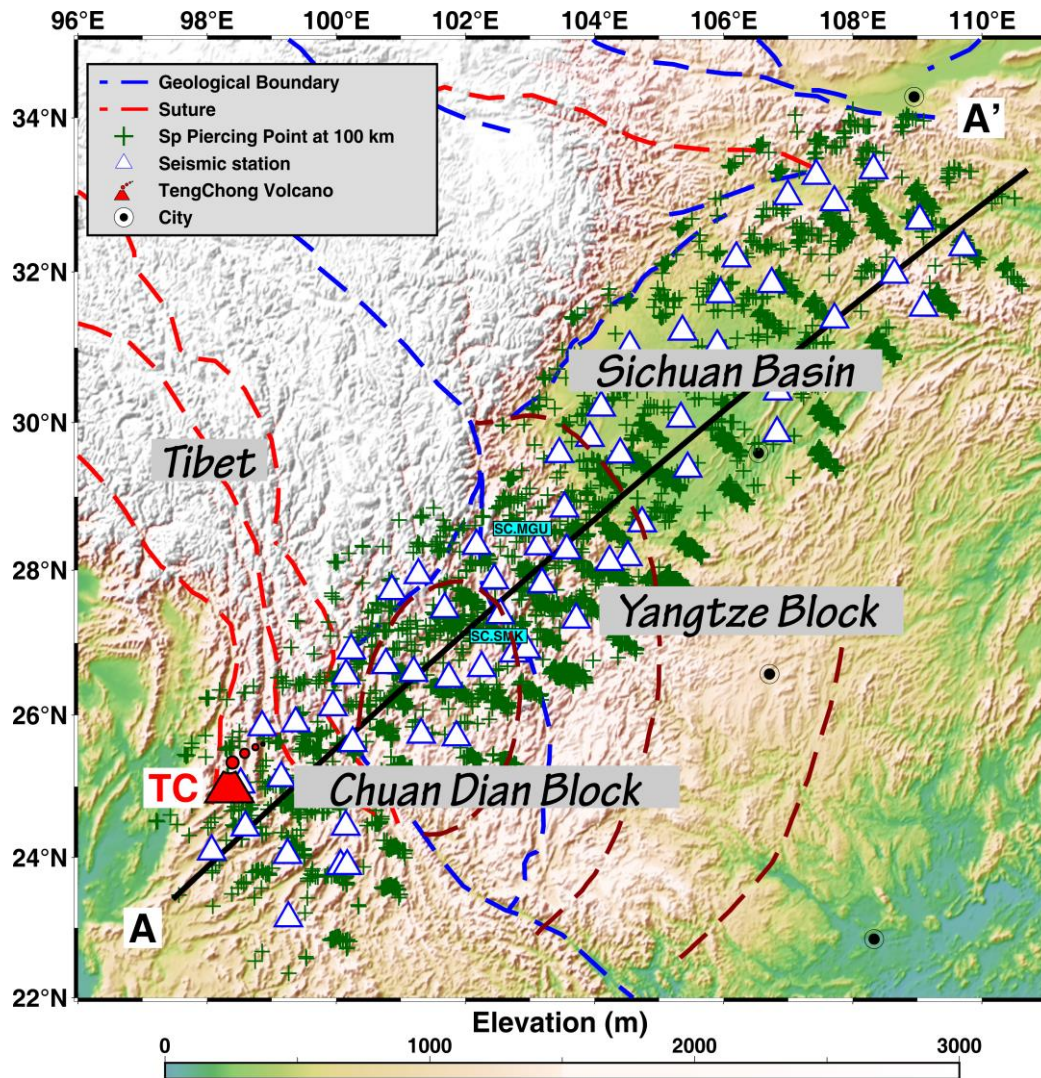 96°E 98°E 100°E 102°E 104°E 106°E 108°E 110°E
Geological Boundary
Suture
Sp Piercing Point at 100 km
Seismic station
TengChong Volcano
City
A'
34°N
32°N
Sichuan Basin
30°N
Tibet
SC.MGU
28°N
Yangtze Block
SC.SMK
26°N
TC
Chuan Dian Block
24°N
A
22°N
Elevation (m)
0 1000 2000 3000